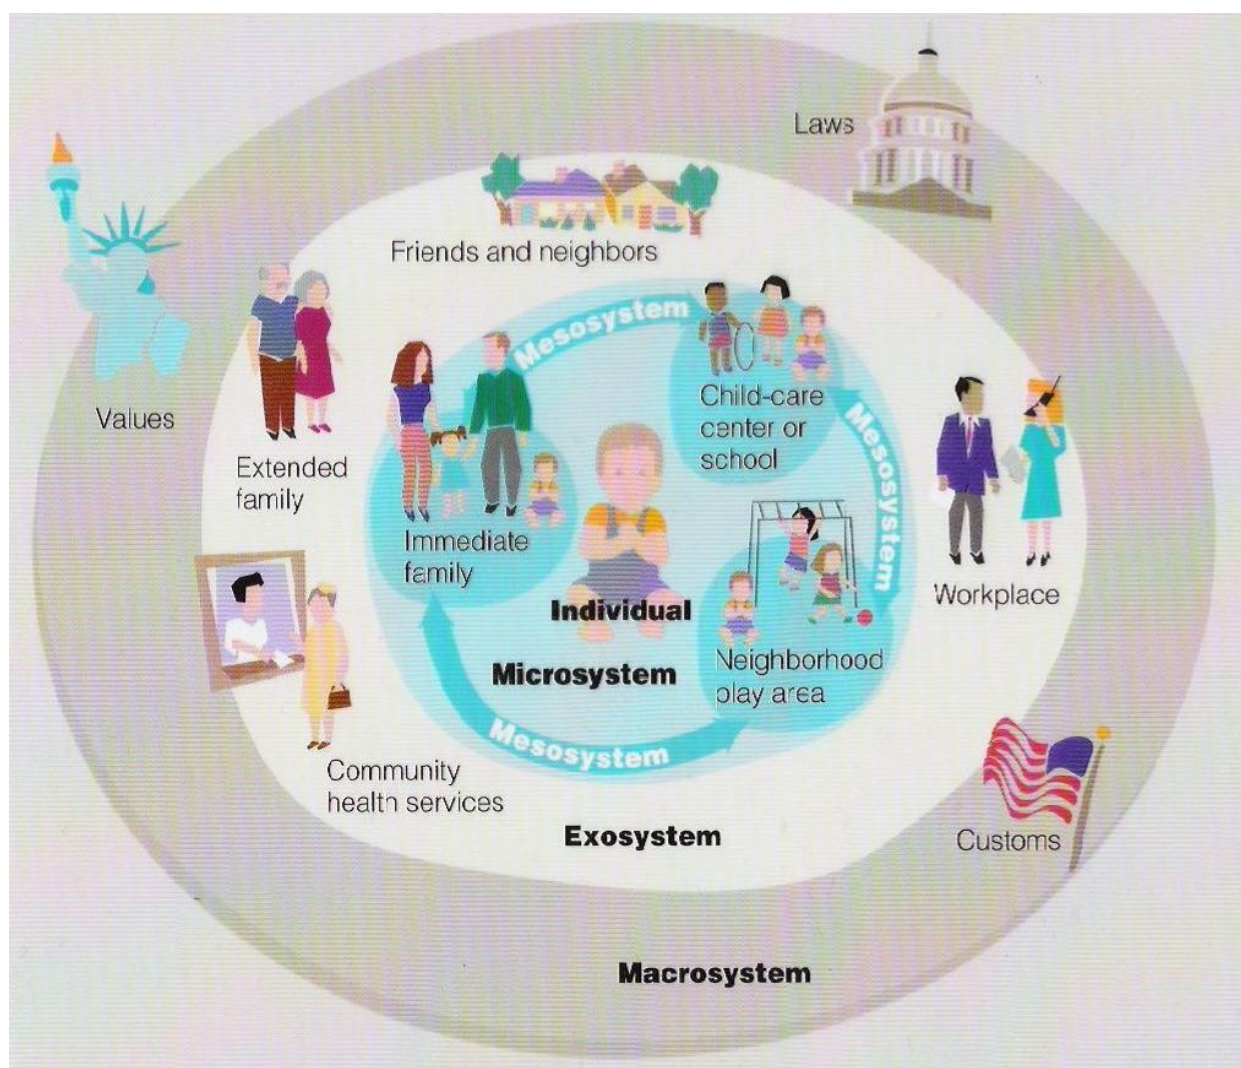 Laws
Friends and neighbors
Mesosystem
Child-care
center or
school
Mesosystem
Values
Extended
family
Immediate
family
Individual
Workplace
Microsystem
Neighborhood
play area
Mesosystem
Community
health services
Exosystem
Customs
Macrosystem